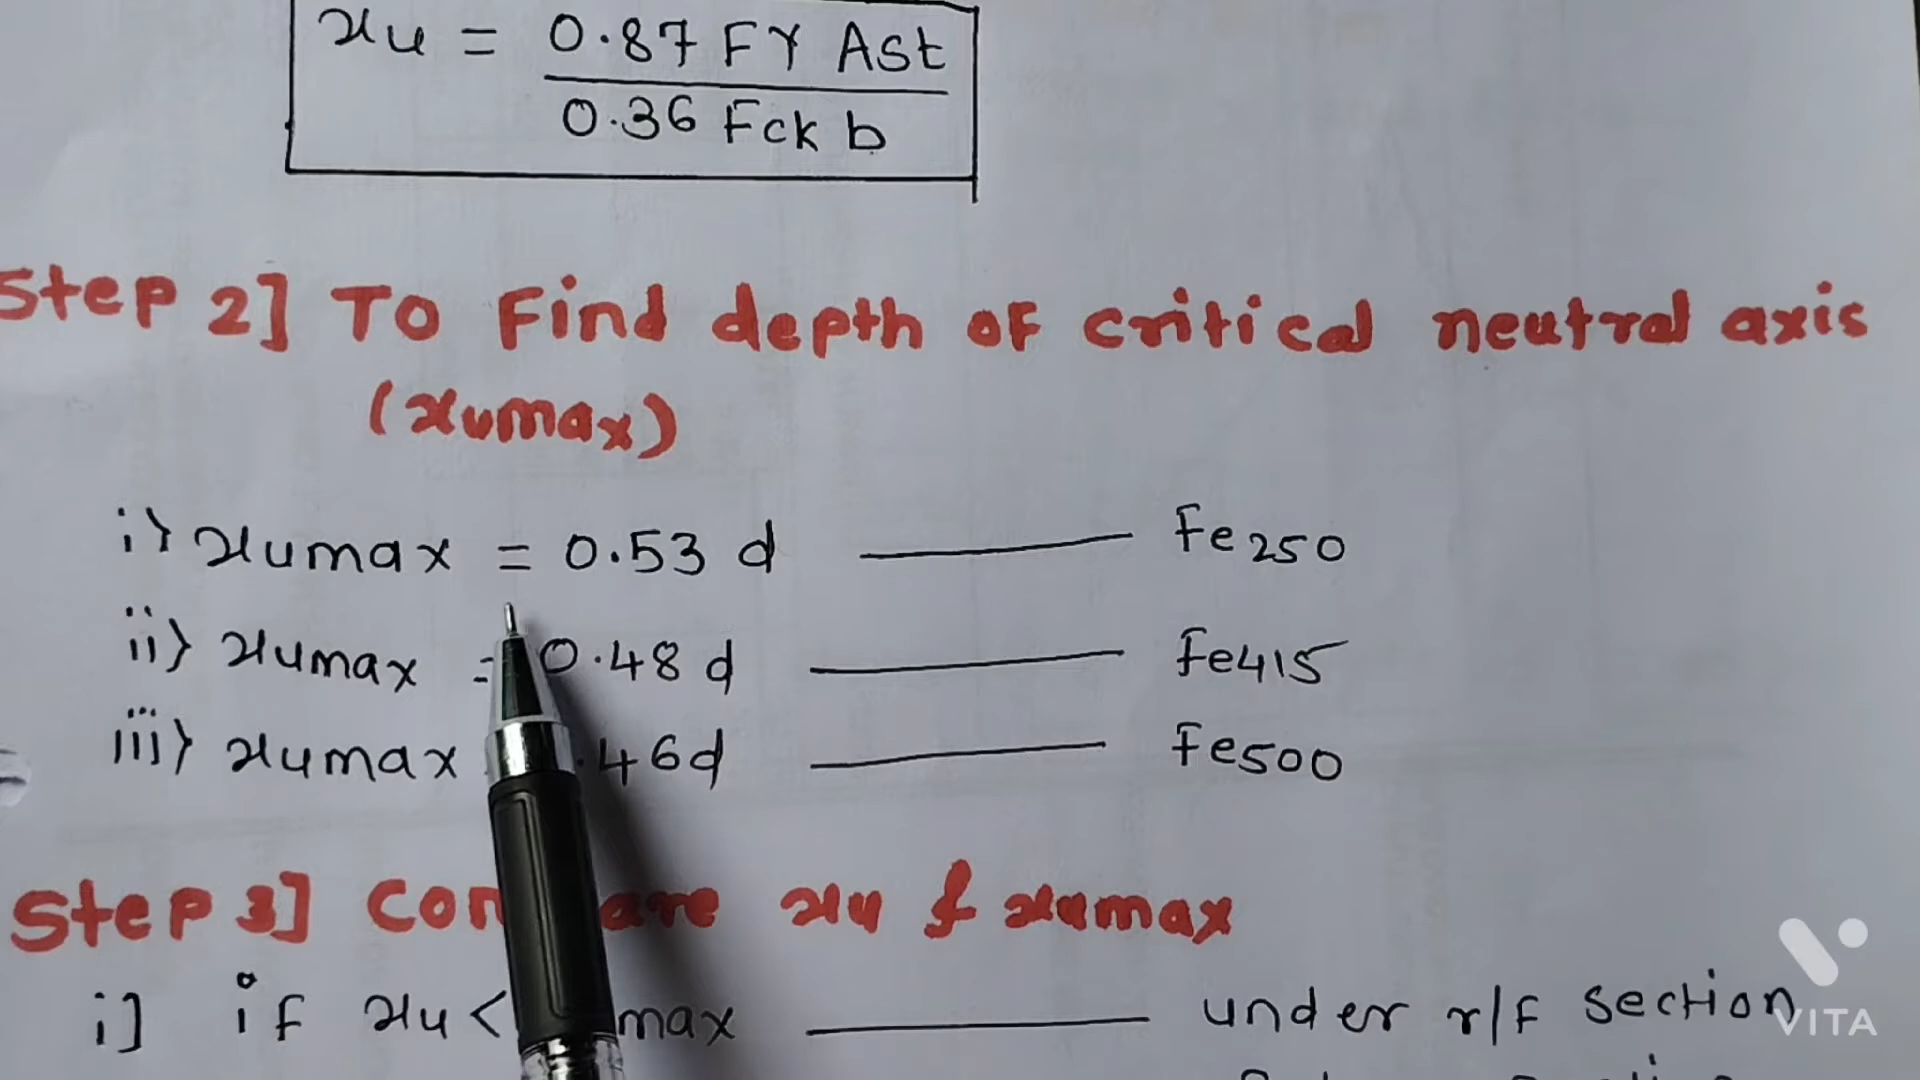 xu = 0.87 FY Ast
0.36 Fck b
Step 2] To Find depth OF critical neutral axis
(xumax)
i) xumax = 0.53 d — Fe250
ii) xumax = 0.48 d — Fe415
iii) xumax .46d — Fe500
Step 3] Compare xu & xumax
i] if xu < max — under r/F section
VITA